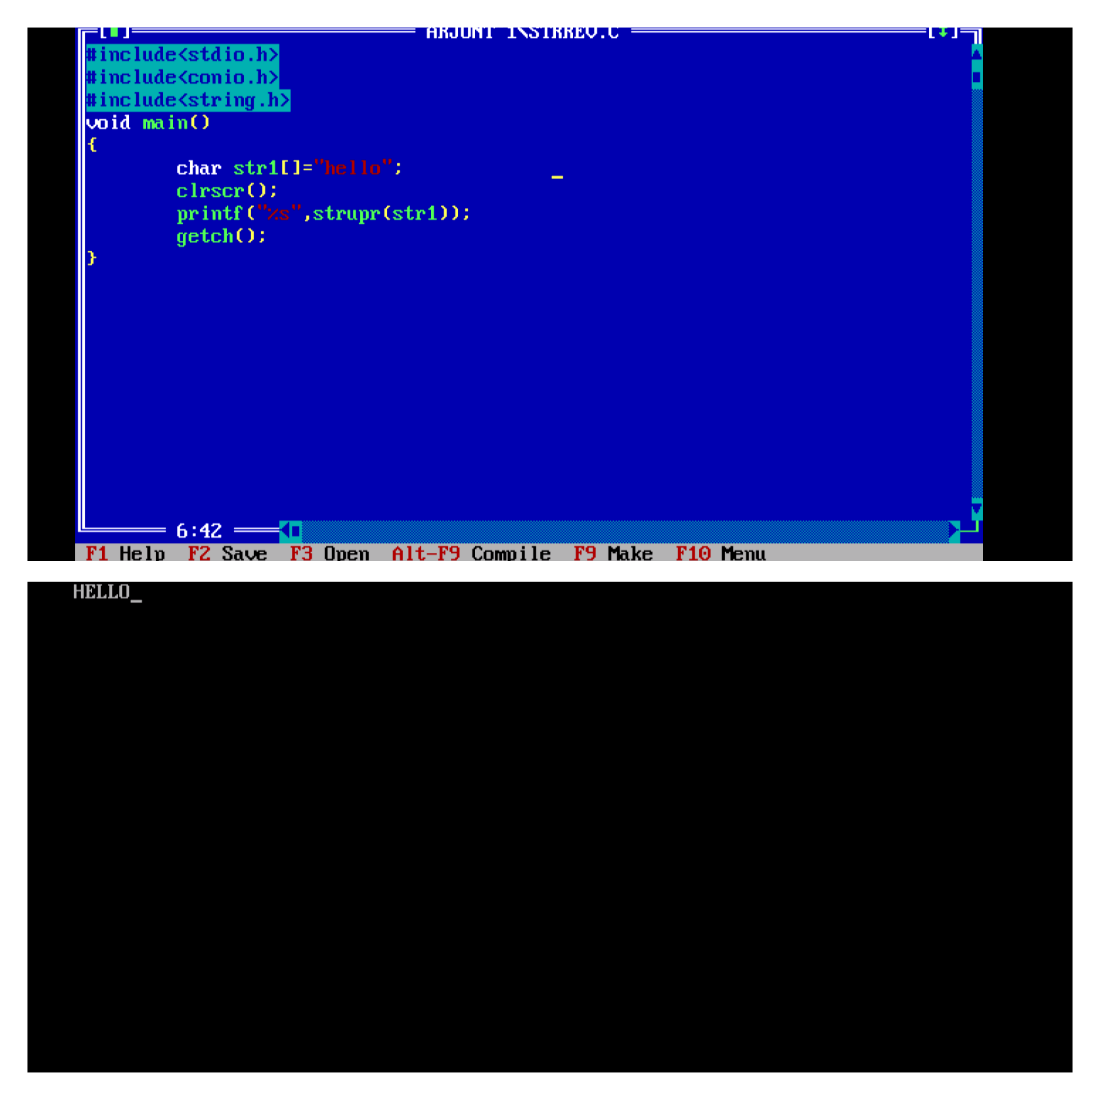 ARJUNT~1\STRREV.C
#include<stdio.h>
#include<conio.h>
#include<string.h>
void main()
{
char str1[]="hello";
clrscr();
printf("%s",strupr(str1));
getch();
}
6:42
F1 Help F2 Save F3 Open Alt-F9 Compile F9 Make F10 Menu
HELLO_